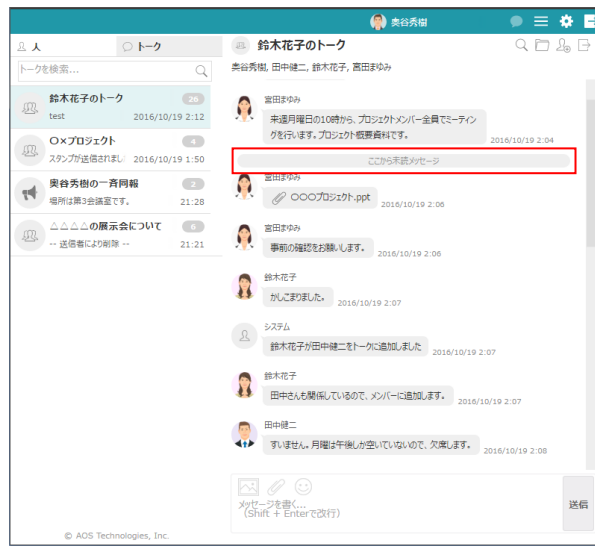 奥谷秀樹
人
トーク
トークを検索...
鈴木花子のトーク
26
test
2016/10/19 2:12
○×プロジェクト
4
スタンプが送信されまし
2016/10/19 1:50
奥谷秀樹の一斉同報
2
場所は第3会議室です。
21:28
△△△△の展示会について
6
-- 送信者により削除 --
21:21
© AOS Technologies, Inc.
鈴木花子のトーク
奥谷秀樹, 田中健二, 鈴木花子, 宮田まゆみ
宮田まゆみ
来週月曜日の10時から、プロジェクトメンバー全員でミーティン
グを行います。プロジェクト概要資料です。
2016/10/19 2:04
ここから未読メッセージ
宮田まゆみ
○○○プロジェクト.ppt
2016/10/19 2:06
宮田まゆみ
事前の確認をお願いします。
2016/10/19 2:06
鈴木花子
かしこまりました。
2016/10/19 2:07
システム
鈴木花子が田中健二をトークに追加しました
2016/10/19 2:07
鈴木花子
田中さんも関係しているので、メンバーに追加します。
2016/10/19 2:07
田中健二
すいません。月曜は午後しか空いていないので、欠席します。
2016/10/19 2:08
メッセージを書く...
(Shift + Enterで改行)
送信